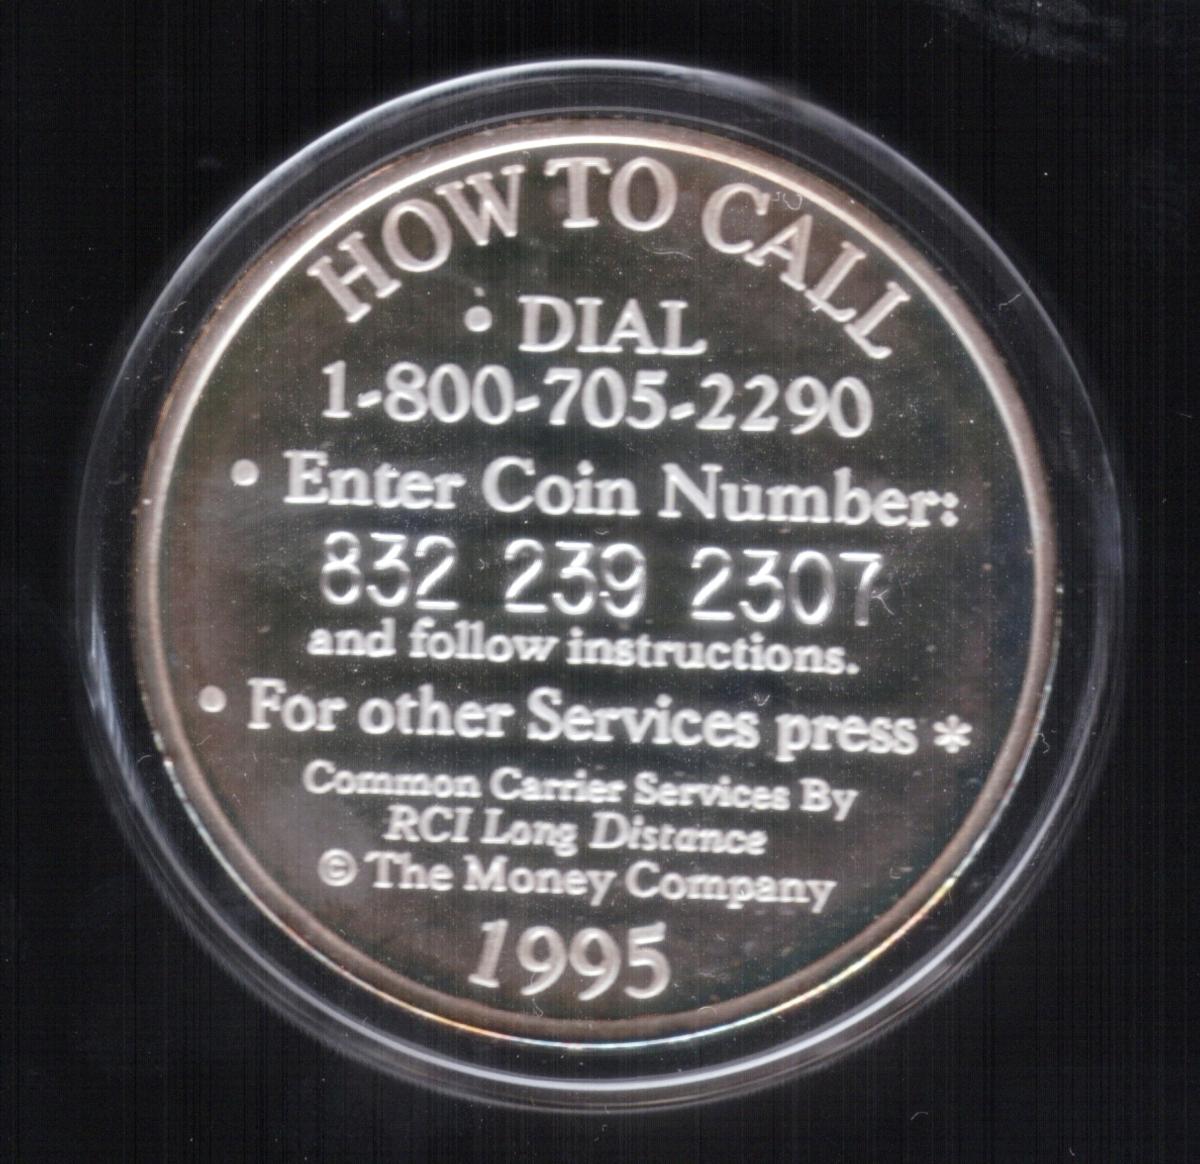 HOW TO CALL
• DIAL
1-800-705-2290
• Enter Coin Number:
832 239 2307
and follow instructions.
• For other Services press *
Common Carrier Services By
RCI Long Distance
© The Money Company
1995